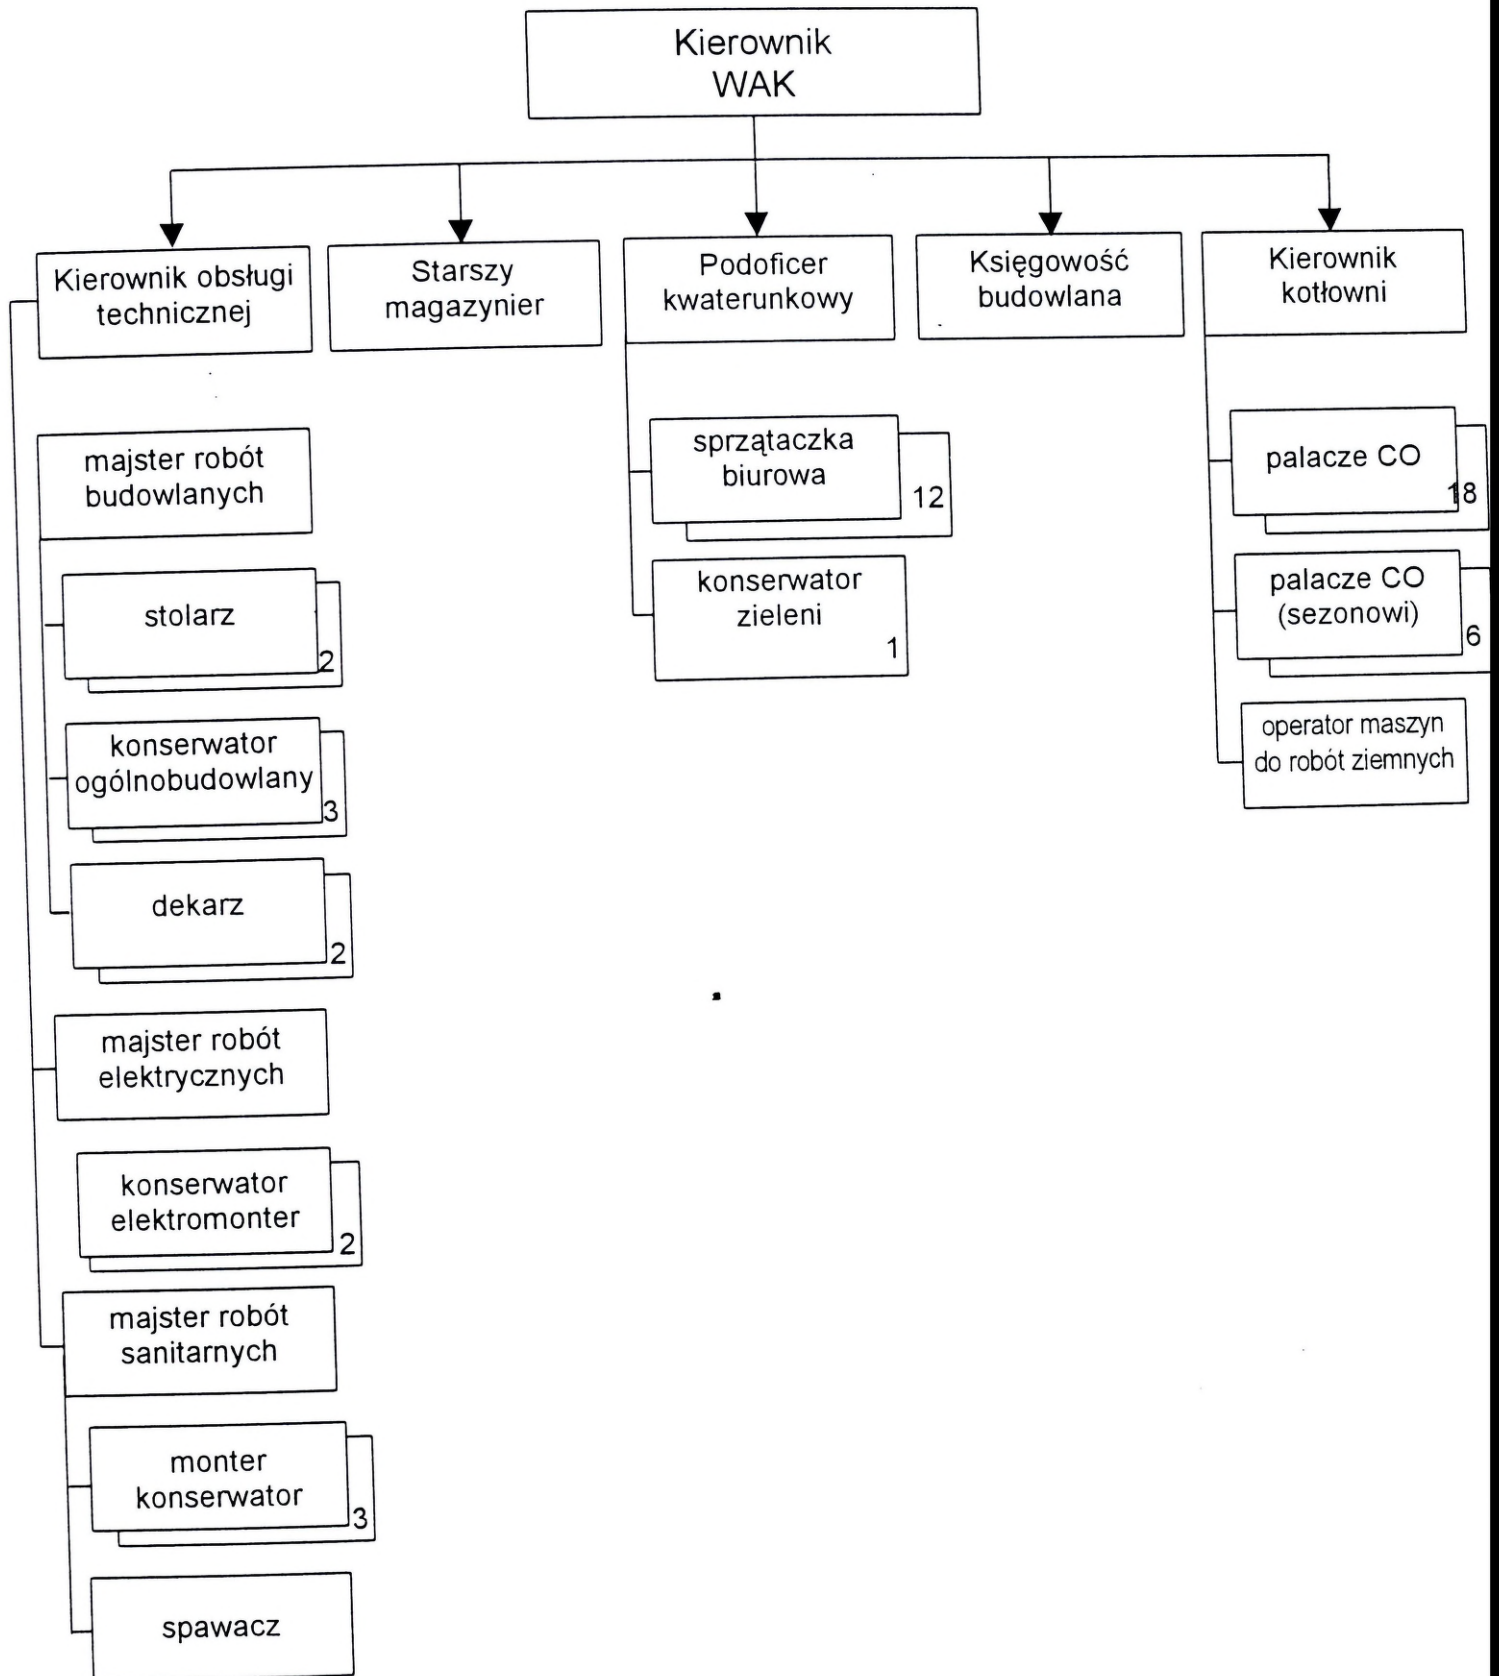 Kierownik
WAK
Kierownik obsługi
technicznej
Starszy
magazynier
Podoficer
kwaterunkowy
Księgowość
budowlana
Kierownik
kotłowni
majster robót
budowlanych
stolarz
2
konserwator
ogólnobudowlany
3
dekarz
2
majster robót
elektrycznych
konserwator
elektromonter
2
majster robót
sanitarnych
monter
konserwator
3
spawacz
sprzątaczka
biurowa
12
konserwator
zieleni
1
palacze CO
18
palacze CO
(sezonowi)
6
operator maszyn
do robót ziemnych